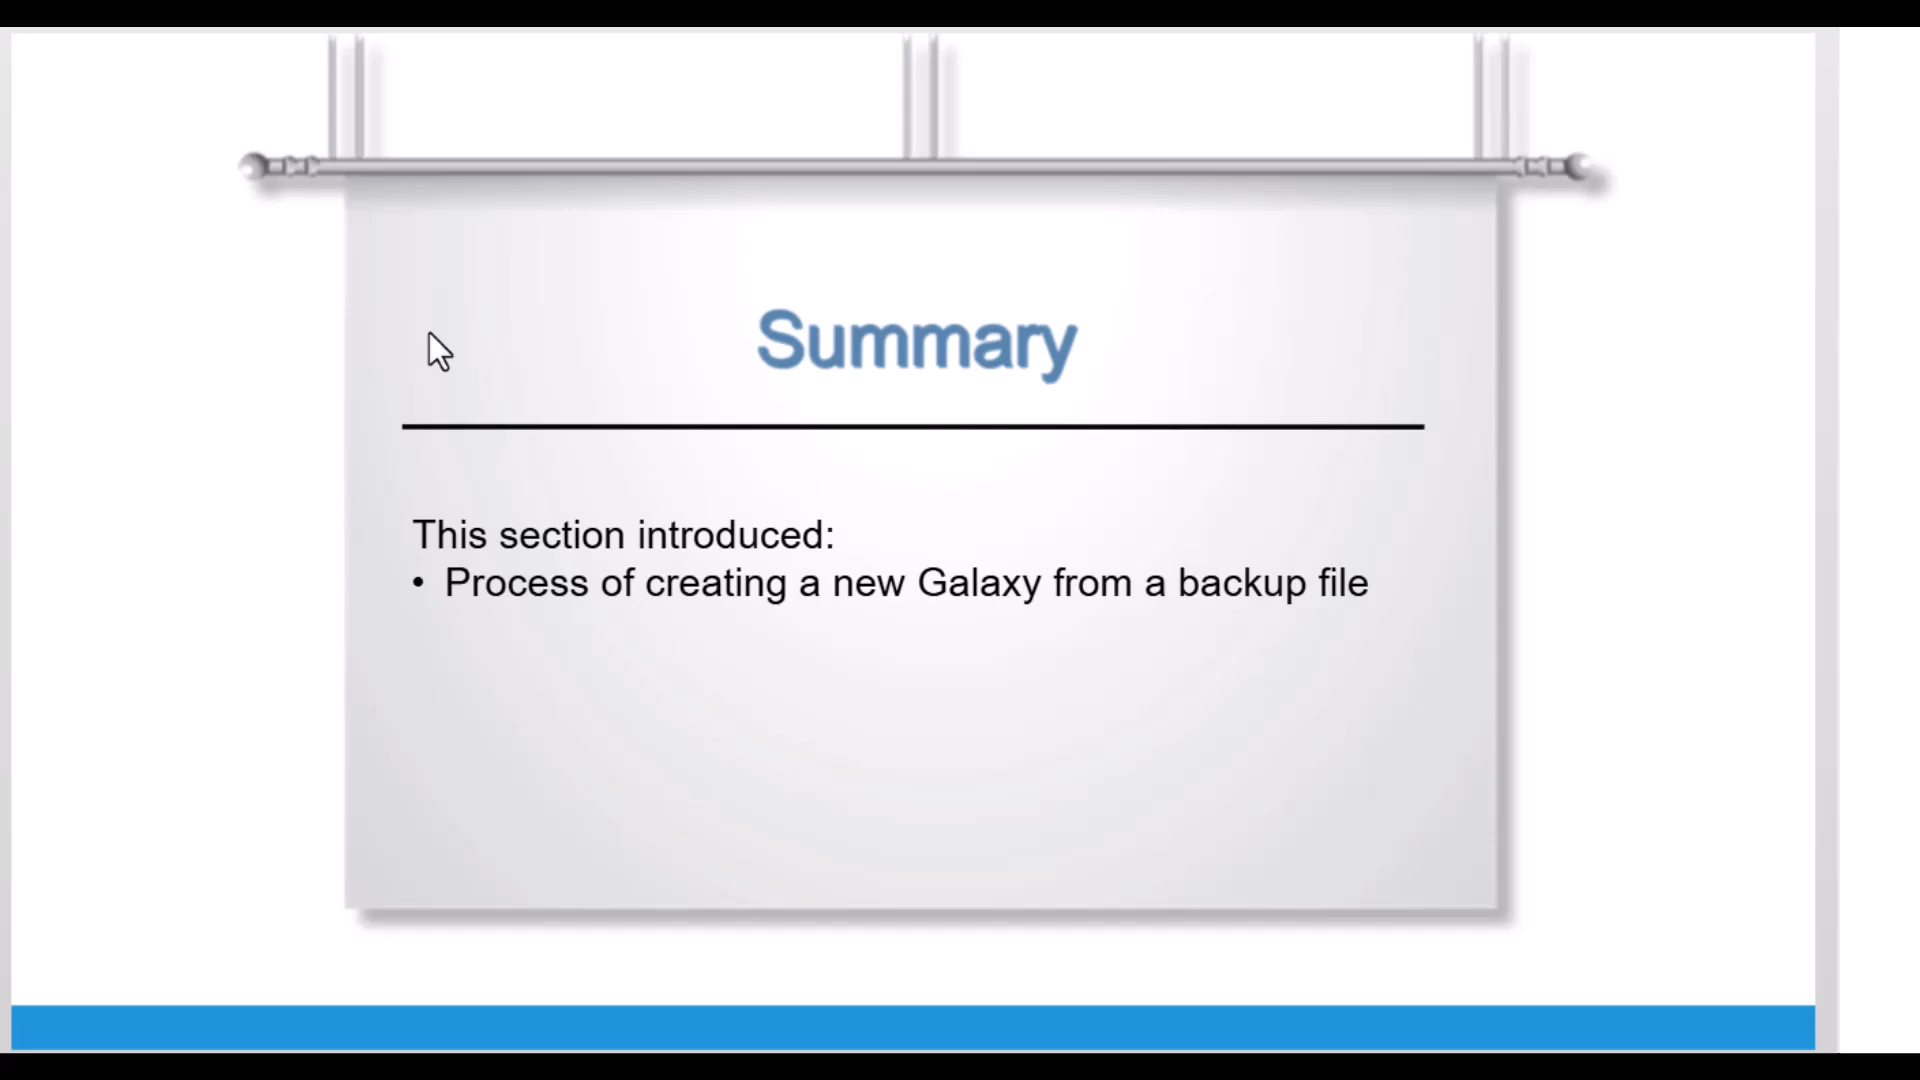 Summary
This section introduced:
• Process of creating a new Galaxy from a backup file